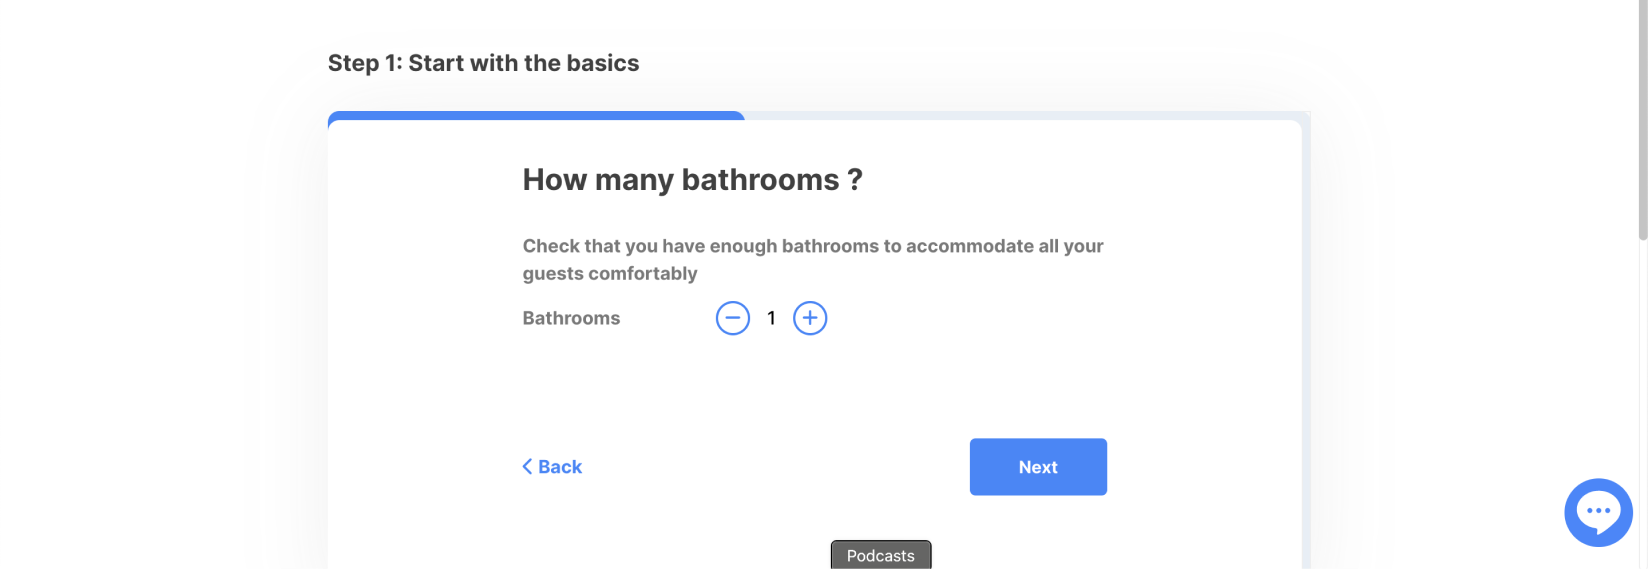 Step 1: Start with the basics
How many bathrooms ?
Check that you have enough bathrooms to accommodate all your
guests comfortably
Bathrooms 1
Back Next
Podcasts